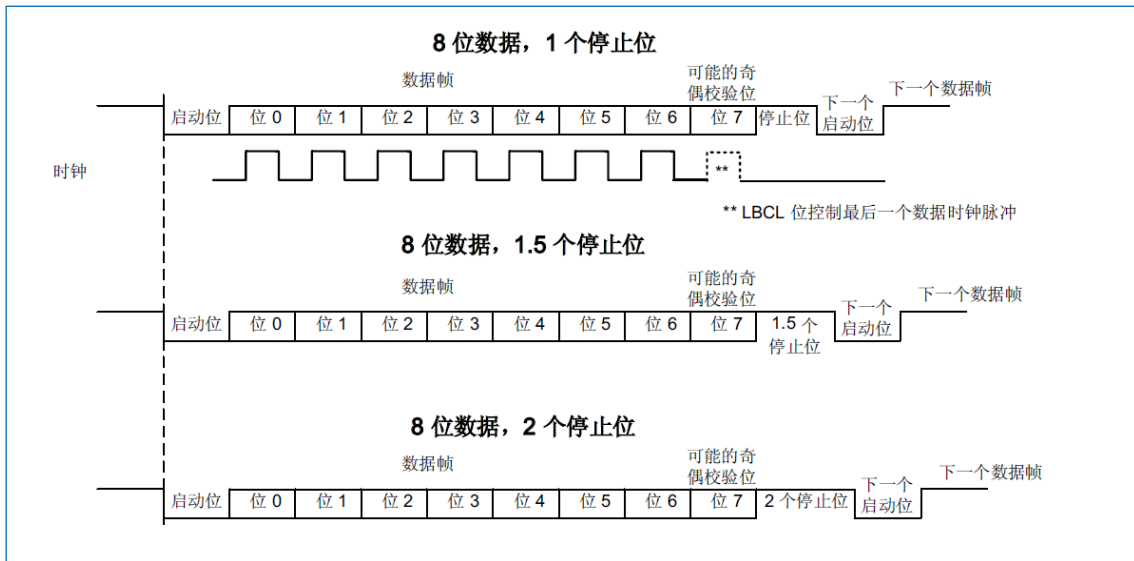 8 位数据，1 个停止位
数据帧
可能的奇
偶校验位
下一个数据帧
启动位 位 0 位 1 位 2 位 3 位 4 位 5 位 6 位 7 停止位 下一个
启动位
时钟
**
** LBCL 位控制最后一个数据时钟脉冲
8 位数据，1.5 个停止位
数据帧
可能的奇
偶校验位
下一个数据帧
启动位 位 0 位 1 位 2 位 3 位 4 位 5 位 6 位 7 1.5 个
停止位
下一个
启动位
8 位数据，2 个停止位
数据帧
可能的奇
偶校验位
下一个数据帧
启动位 位 0 位 1 位 2 位 3 位 4 位 5 位 6 位 7 2 个停止位 下一个
启动位